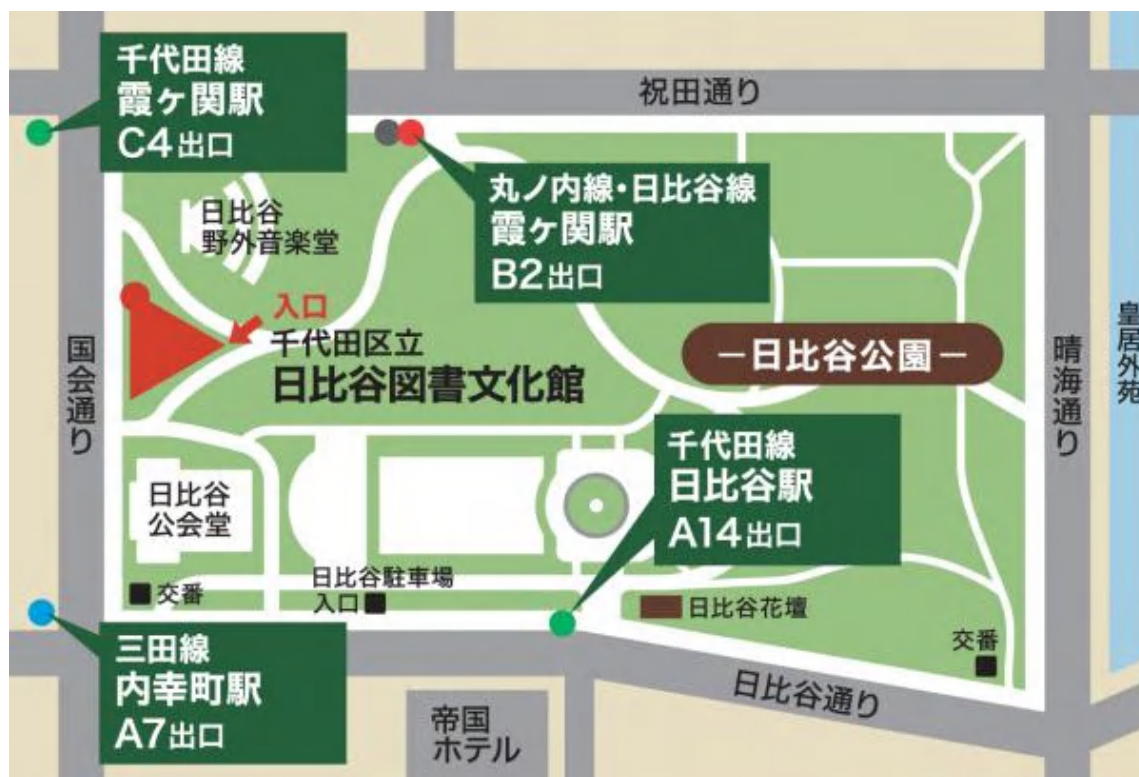 千代田線
霞ヶ関駅
C4出口
祝田通り
丸ノ内線・日比谷線
霞ヶ関駅
B2出口
日比谷
野外音楽堂
入口
千代田区立
日比谷図書文化館
－日比谷公園－
国会通り
晴海通り
皇居外苑
千代田線
日比谷駅
A14出口
日比谷
公会堂
交番
日比谷駐車場
入口
日比谷花壇
交番
三田線
内幸町駅
A7出口
帝国
ホテル
日比谷通り